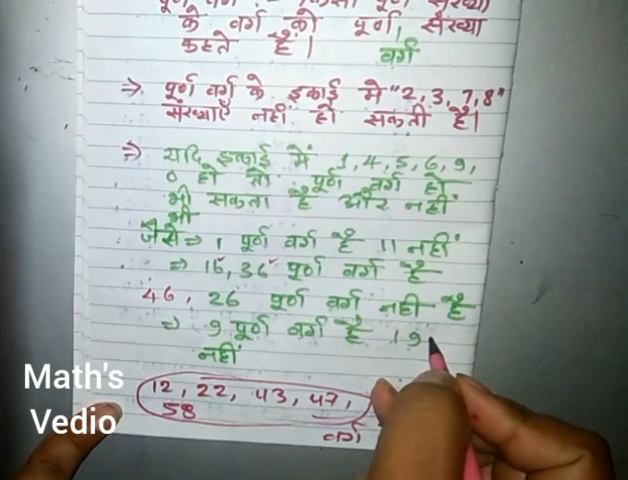 के वर्ग को पूर्ण संख्या
कहते हैं। वर्ग
⇒ पूर्ण वर्ग के इकाई मे "2, 3, 7, 8"
संख्याएँ नहीं हो सकती है।
⇒ यदि इकाई में 1, 4, 5, 6, 9,
0 हो तो पूर्ण वर्ग हो
भी सकता है और नहीं
भी
जैसे ⇒ 1 पूर्ण वर्ग है 11 नहीं
⇒ 16, 36 पूर्ण वर्ग है
46, 26 पूर्ण वर्ग नही है
⇒ 9 पूर्ण वर्ग है 19
नहीं
12, 22, 43, 47,
58
वर्ग
Math's
Vedio